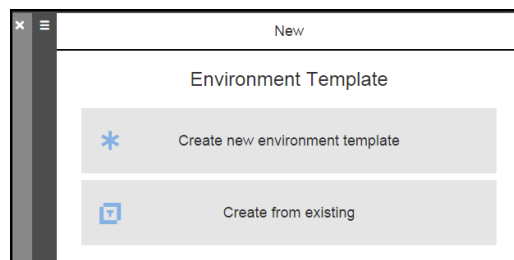 New
Environment Template
Create new environment template
Create from existing